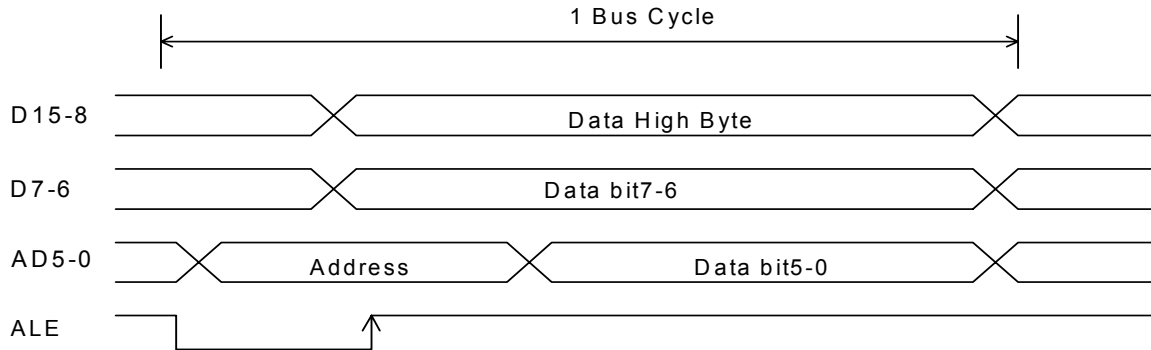 1 Bus Cycle
D15-8
Data High Byte
D7-6
Data bit7-6
AD5-0
Address
Data bit5-0
ALE